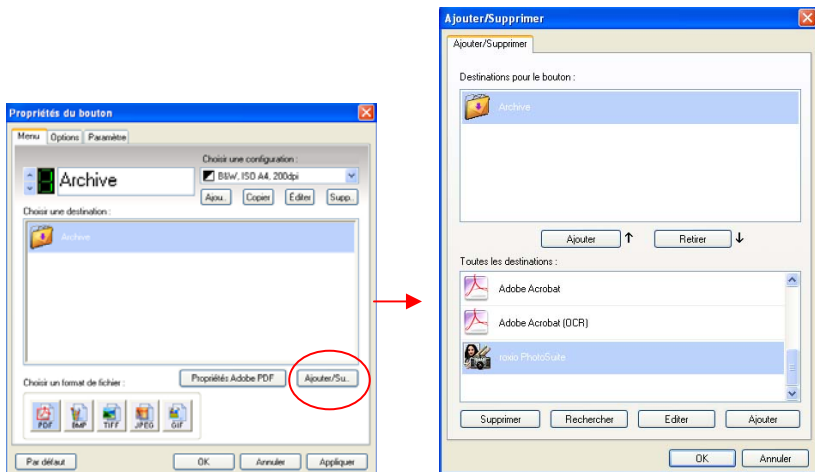 Propriétés du bouton
Menu Options Paramètre
Choisir une configuration :
Archive
B&W, ISO A4, 200dpi
Ajou.. Copier Editer Supp..
Choisir une destination :
Archive
Propriétés Adobe PDF Ajouter/Su..
Choisir un format de fichier :
PDF BMP TIFF JPEG GIF
Par défaut OK Annuler Appliquer
Ajouter/Supprimer
Ajouter/Supprimer
Destinations pour le bouton :
Archive
Ajouter Retirer
Toutes les destinations :
Adobe Acrobat
Adobe Acrobat (OCR)
roxio PhotoSuite
Supprimer Rechercher Editer Ajouter
OK Annuler